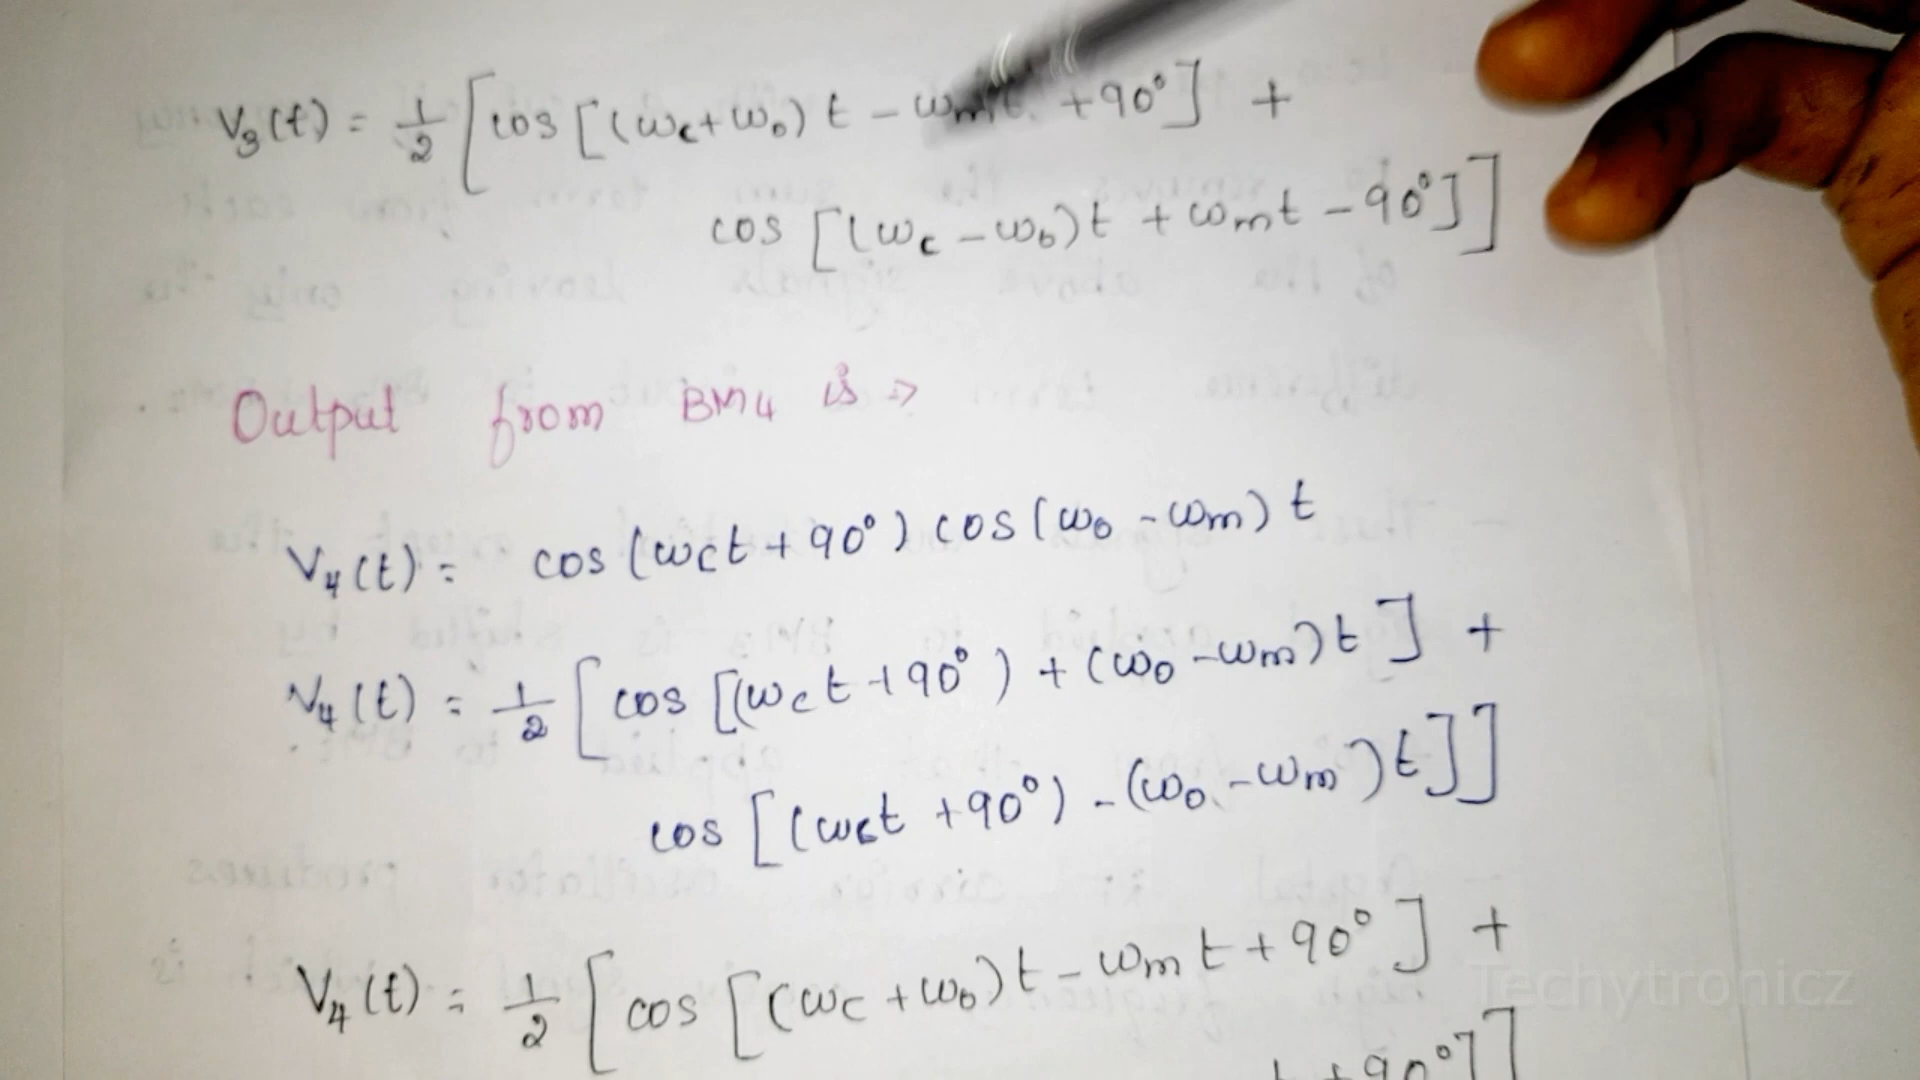 V₃(t) = 1/2 [cos [(ωc+ω₀) t - ωmt +90°] +
cos [(ωc -ω₀)t + ωmt -90°]]
Output from BM4 is ⇒
V₄(t) = cos (ωct +90°) cos (ω₀ - ωm) t
V₄(t) = 1/2 [cos [(ωct +90°) + (ω₀ -ωm)t] +
cos [(ωct +90°) - (ω₀ -ωm)t]]
V₄(t) = 1/2 [cos [(ωc +ω₀)t - ωmt +90°] +
t +90°]]
Techytronicz